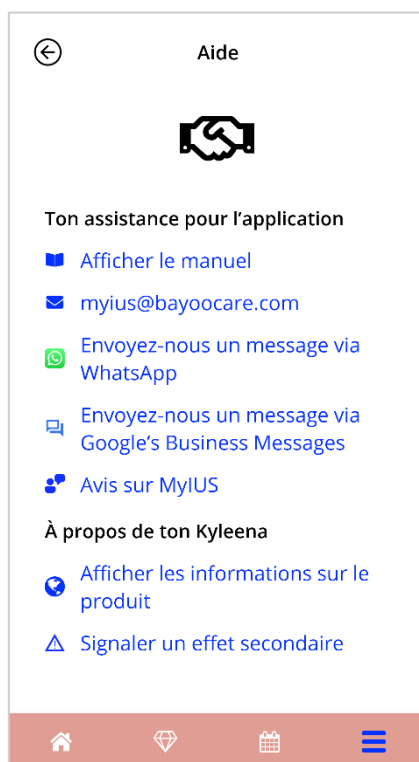 Aide
Ton assistance pour l’application
Afficher le manuel
myius@bayoocare.com
Envoyez-nous un message via
WhatsApp
Envoyez-nous un message via
Google’s Business Messages
Avis sur MyIUS
À propos de ton Kyleena
Afficher les informations sur le
produit
Signaler un effet secondaire